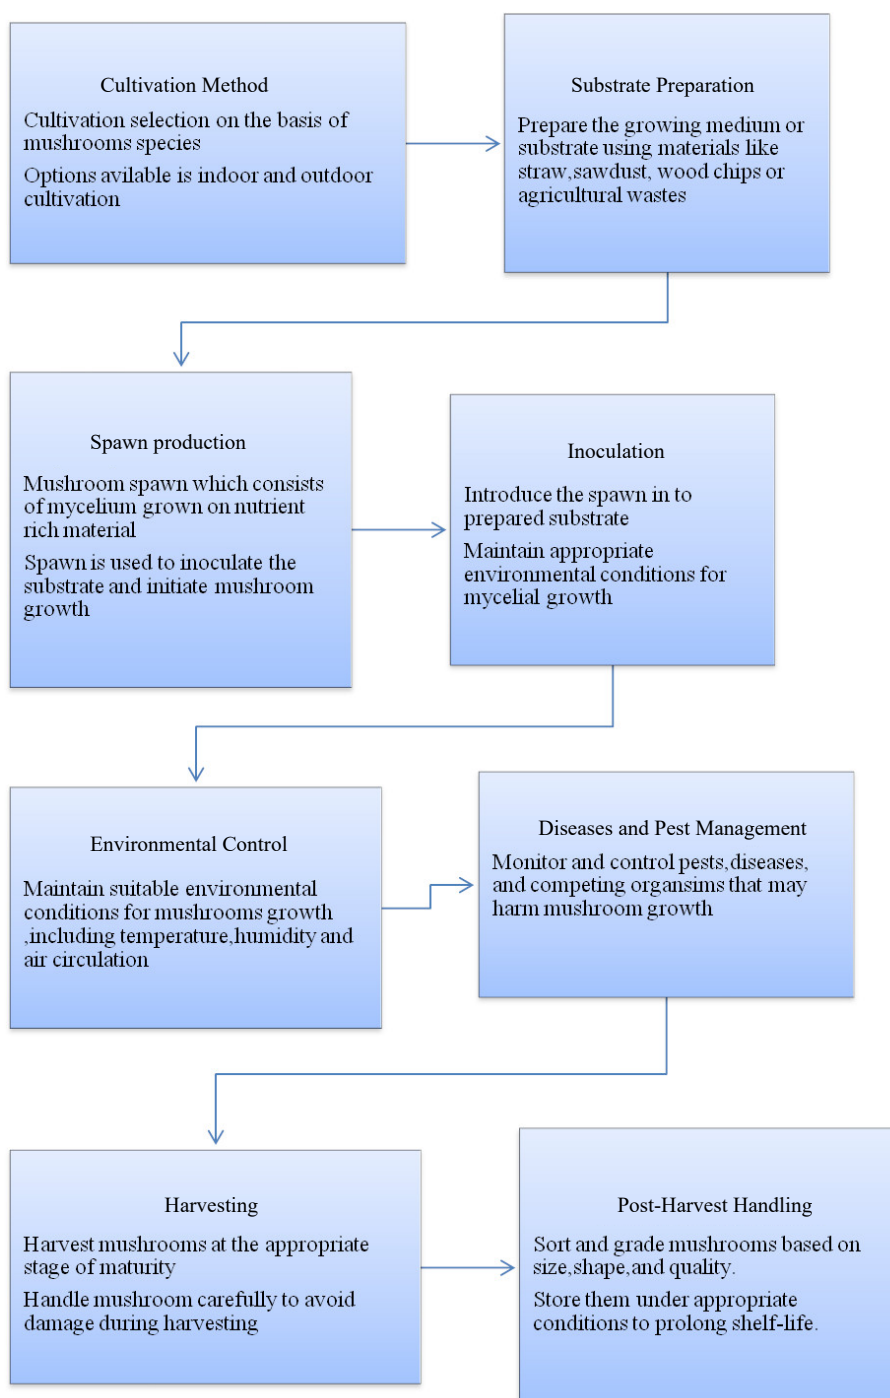 Cultivation Method
Cultivation selection on the basis of
mushrooms species
Options avilable is indoor and outdoor
cultivation
Substrate Preparation
Prepare the growing medium or
substrate using materials like
straw,sawdust, wood chips or
agricultural wastes
Spawn production
Mushroom spawn which consists
of mycelium grown on nutrient
rich material
Spawn is used to inoculate the
substrate and initiate mushroom
growth
Inoculation
Introduce the spawn in to
prepared substrate
Maintain appropriate
environmental conditions for
mycelial growth
Environmental Control
Maintain suitable environmental
conditions for mushrooms growth
,including temperature,humidity and
air circulation
Diseases and Pest Management
Monitor and control pests,diseases,
and competing organsims that may
harm mushroom growth
Harvesting
Harvest mushrooms at the appropriate
stage of maturity
Handle mushroom carefully to avoid
damage during harvesting
Post-Harvest Handling
Sort and grade mushrooms based on
size,shape,and quality.
Store them under appropriate
conditions to prolong shelf-life.